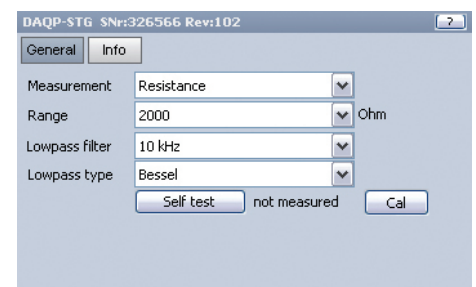 DAQP-STG SNr:326566 Rev:102 ?
General Info
Measurement Resistance
Range 2000 Ohm
Lowpass filter 10 kHz
Lowpass type Bessel
Self test not measured Cal